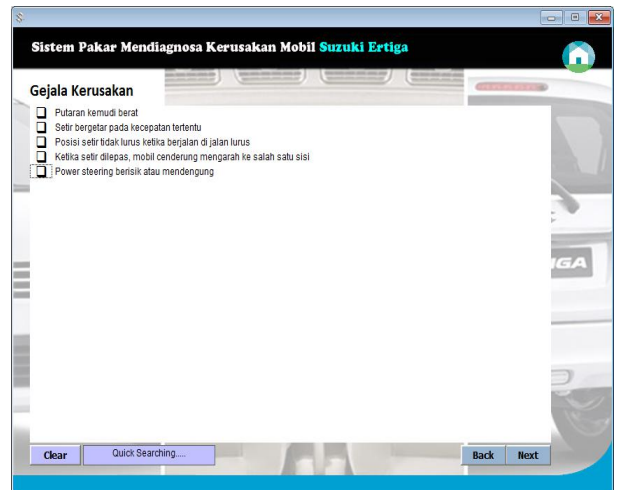 Sistem Pakar Mendiagnosa Kerusakan Mobil Suzuki Ertiga
Gejala Kerusakan
Putaran kemudi berat
Setir bergetar pada kecepatan tertentu
Posisi setir tidak lurus ketika berjalan di jalan lurus
Ketika setir dilepas, mobil cenderung mengarah ke salah satu sisi
Power steering berisik atau mendengung
IGA
Clear Quick Searching..... Back Next